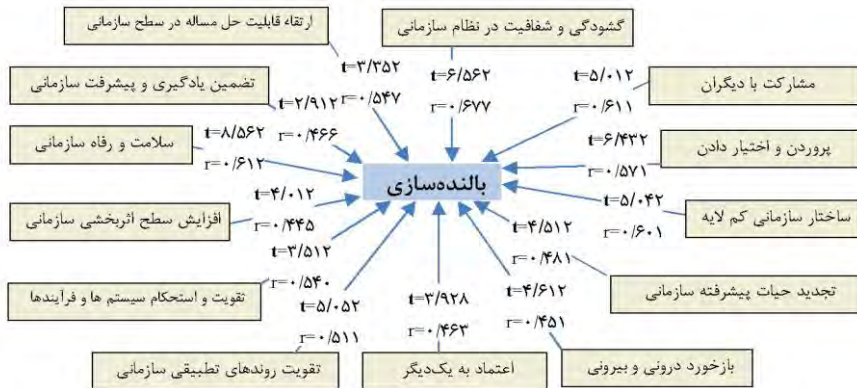 ارتقاء قابلیت حل مساله در سطح سازمانی
گشودگی و شفافیت در نظام سازمانی
t=۳/۳۵۲
r=۰/۵۴۷
t=۶/۵۶۲
r=۰/۶۷۷
t=۵/۰۱۲
r=۰/۶۱۱
مشارکت با دیگران
تضمین یادگیری و پیشرفت سازمانی
t=۲/۹۱۲
r=۰/۴۶۶
سلامت و رفاه سازمانی
t=۸/۵۶۲
r=۰/۶۱۲
t=۶/۴۳۲
r=۰/۵۷۱
پروردن و اختیار دادن
بالنده‌سازی
افزایش سطح اثربخشی سازمانی
t=۴/۰۱۲
r=۰/۴۴۵
t=۵/۰۴۲
r=۰/۶۰۱
ساختار سازمانی کم لایه
t=۳/۵۱۲
r=۰/۵۴۰
تقویت و استحکام سیستم ها و فرآیندها
t=۴/۵۱۲
r=۰/۴۸۱
تجدید حیات پیشرفته سازمانی
t=۵/۰۵۲
r=۰/۵۱۱
تقویت روندهای تطبیقی سازمانی
t=۳/۹۲۸
r=۰/۴۶۳
اعتماد به یک‌دیگر
t=۴/۶۱۲
r=۰/۴۵۱
بازخورد درونی و بیرونی